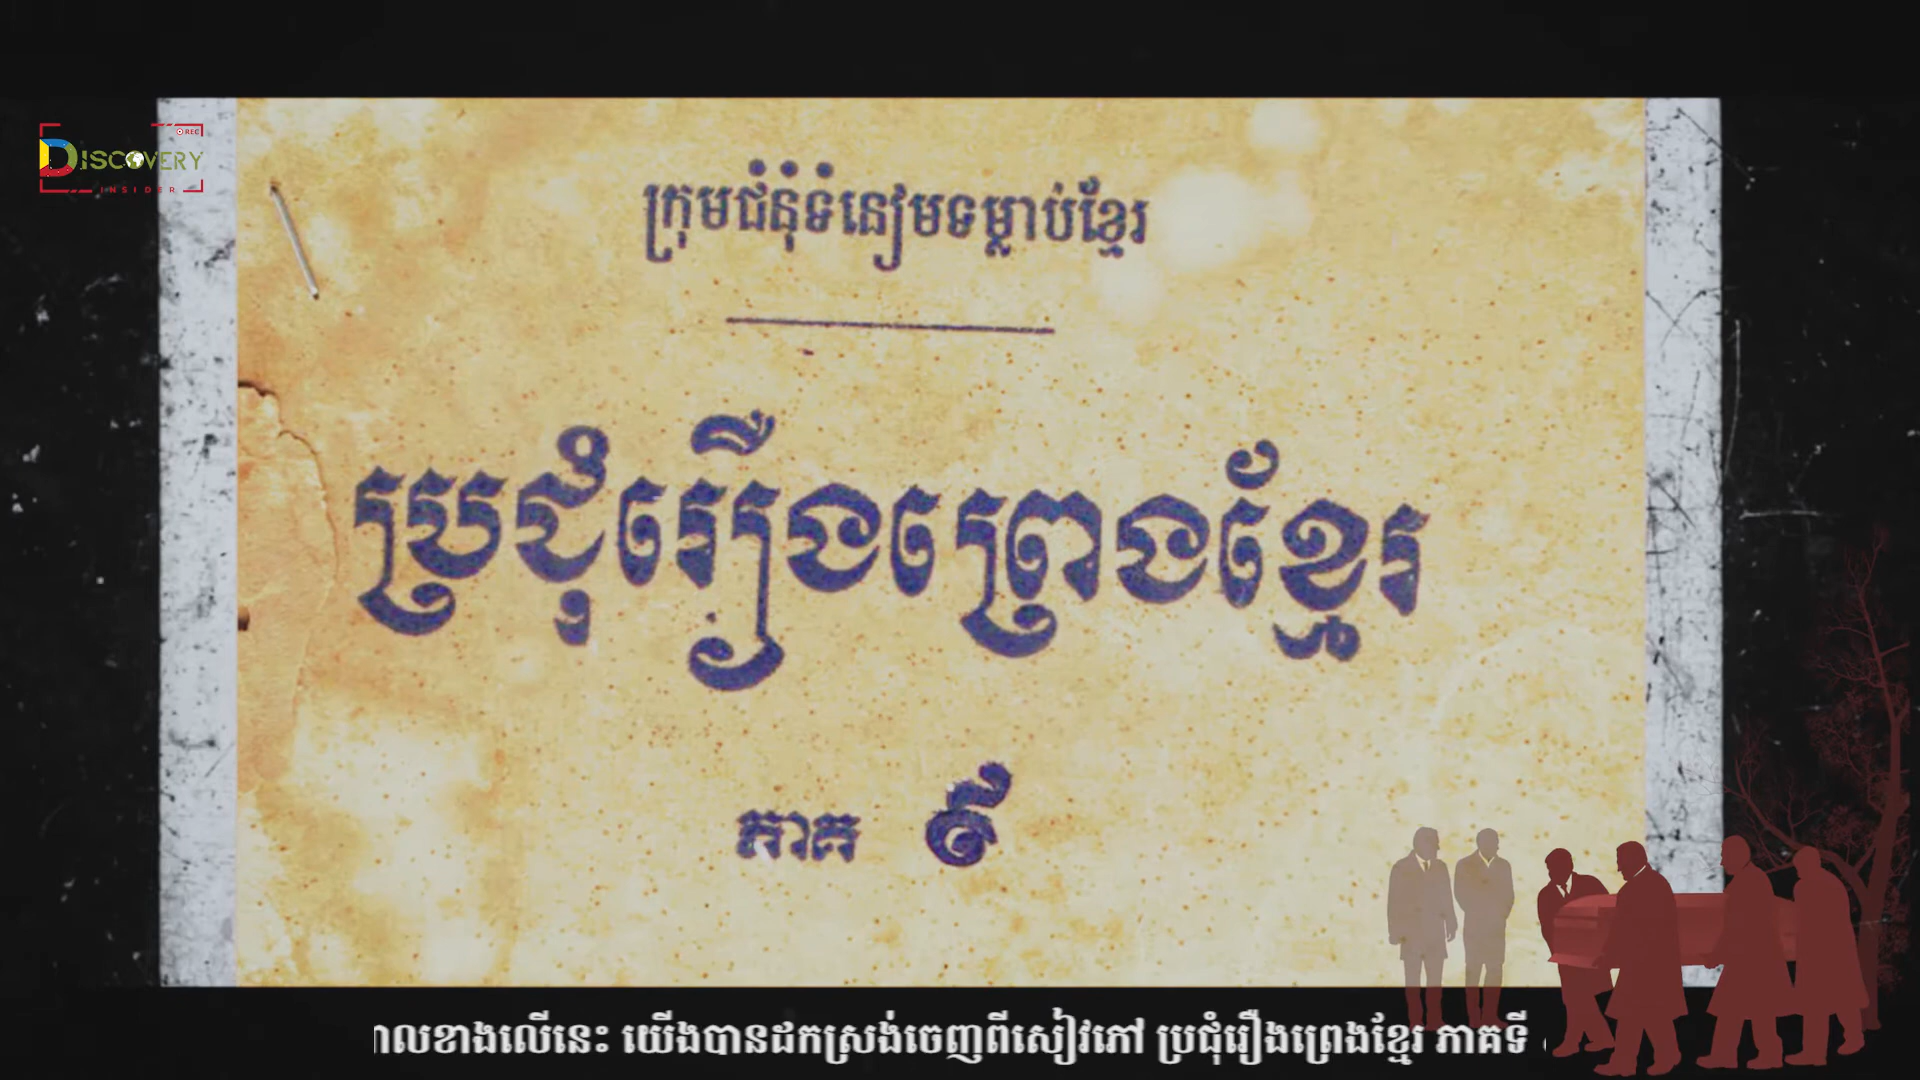 REC
DISCOVERY
INSIDER
ក្រុមជំនុំទំនៀមទម្លាប់ខ្មែរ
ប្រជុំរឿងព្រេងខ្មែរ
ភាគ ៩
ខាងលើនេះ យើងបានដកស្រង់ចេញពីសៀវភៅ ប្រជុំរឿងព្រេងខ្មែរ ភាគទី